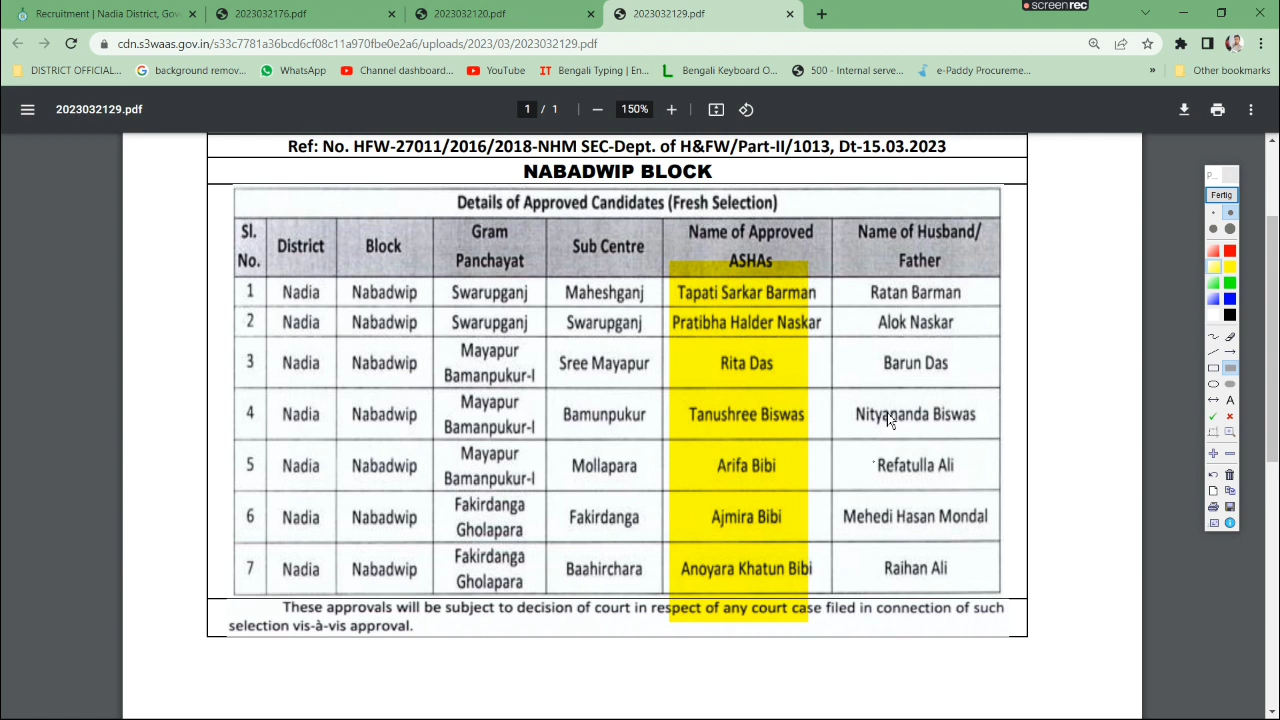 Recruitment | Nadia District, Gov
2023032176.pdf
2023032120.pdf
2023032129.pdf
screenrec
cdn.s3waas.gov.in/s33c7781a36bcd6cf08c11a970fbe0e2a6/uploads/2023/03/2023032129.pdf
DISTRICT OFFICIAL... background remov... WhatsApp Channel dashboard... YouTube IT Bengali Typing | En... Bengali Keyboard O... 500 - Internal serve... e-Paddy Procureme... » Other bookmarks
2023032129.pdf 1 / 1 150%
Ref: No. HFW-27011/2016/2018-NHM SEC-Dept. of H&FW/Part-II/1013, Dt-15.03.2023
NABADWIP BLOCK
Details of Approved Candidates (Fresh Selection)
Sl. No. District Block Gram Panchayat Sub Centre Name of Approved ASHAs Name of Husband/ Father
1 Nadia Nabadwip Swarupganj Maheshganj Tapati Sarkar Barman Ratan Barman
2 Nadia Nabadwip Swarupganj Swarupganj Pratibha Halder Naskar Alok Naskar
3 Nadia Nabadwip Mayapur Bamanpukur-I Sree Mayapur Rita Das Barun Das
4 Nadia Nabadwip Mayapur Bamanpukur-I Bamunpukur Tanushree Biswas Nityananda Biswas
5 Nadia Nabadwip Mayapur Bamanpukur-I Mollapara Arifa Bibi Refatulla Ali
6 Nadia Nabadwip Fakirdanga Gholapara Fakirdanga Ajmira Bibi Mehedi Hasan Mondal
7 Nadia Nabadwip Fakirdanga Gholapara Baahirchara Anoyara Khatun Bibi Raihan Ali
These approvals will be subject to decision of court in respect of any court case filed in connection of such
selection vis-à-vis approval.
Fertig
A